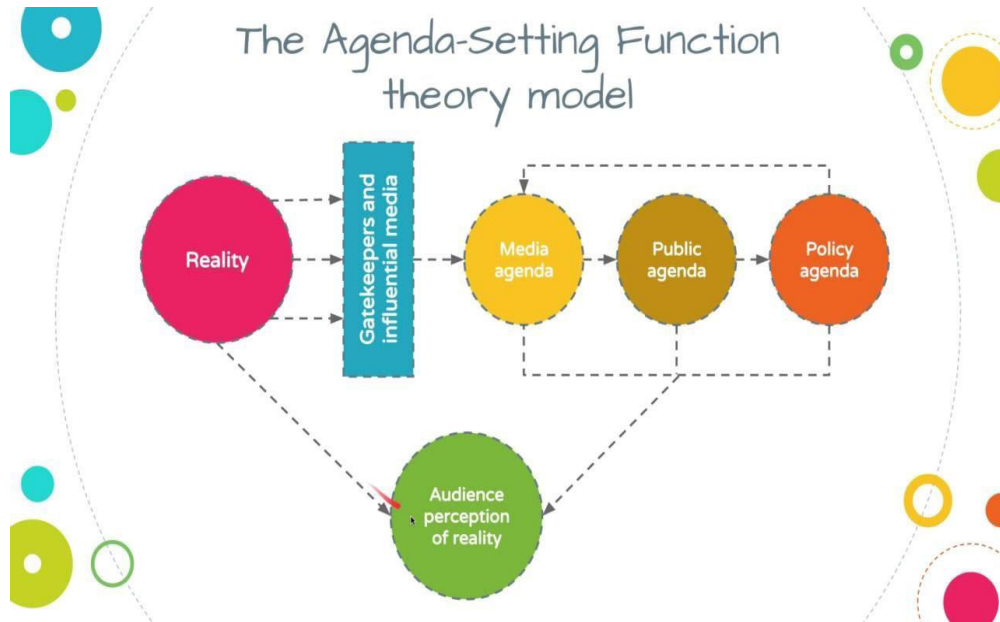 The Agenda-Setting Function
theory model
Reality
Gatekeepers and
influential media
Media
agenda
Public
agenda
Policy
agenda
Audience
perception
of reality